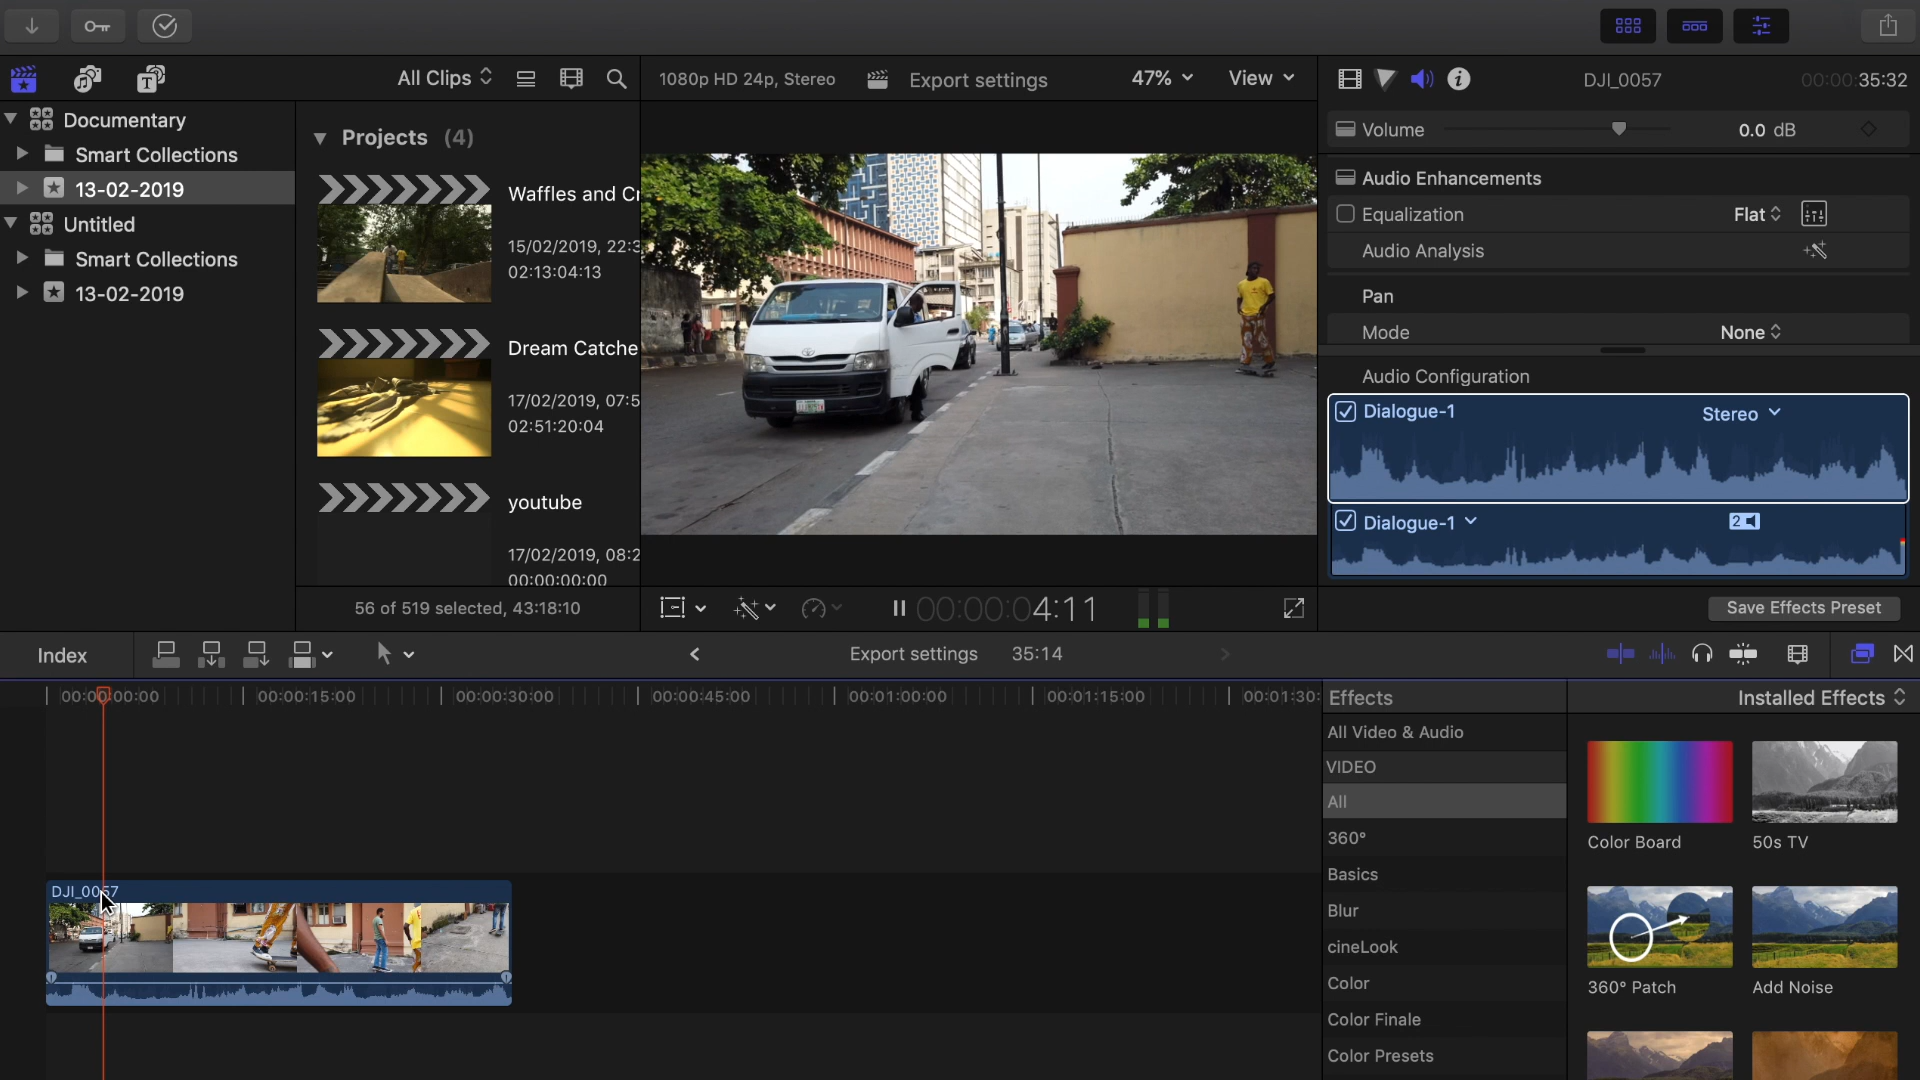 All Clips
1080p HD 24p, Stereo
Export settings
47%
View
DJI_0057
00:00:35:32
Documentary
Smart Collections
13-02-2019
Untitled
Smart Collections
13-02-2019
Projects (4)
Waffles and Cr
15/02/2019, 22:3
02:13:04:13
Dream Catche
17/02/2019, 07:5
02:51:20:04
youtube
17/02/2019, 08:2
00:00:00:00
56 of 519 selected, 43:18:10
00:00:04:11
Volume
0.0 dB
Audio Enhancements
Equalization
Flat
Audio Analysis
Pan
Mode
None
Audio Configuration
Dialogue-1
Stereo
Dialogue-1
2
Save Effects Preset
Index
Export settings
35:14
00:00:00:00
00:00:15:00
00:00:30:00
00:00:45:00
00:01:00:00
00:01:15:00
00:01:30:
DJI_0057
Effects
Installed Effects
All Video & Audio
VIDEO
All
360°
Basics
Blur
cineLook
Color
Color Finale
Color Presets
Color Board
50s TV
360° Patch
Add Noise